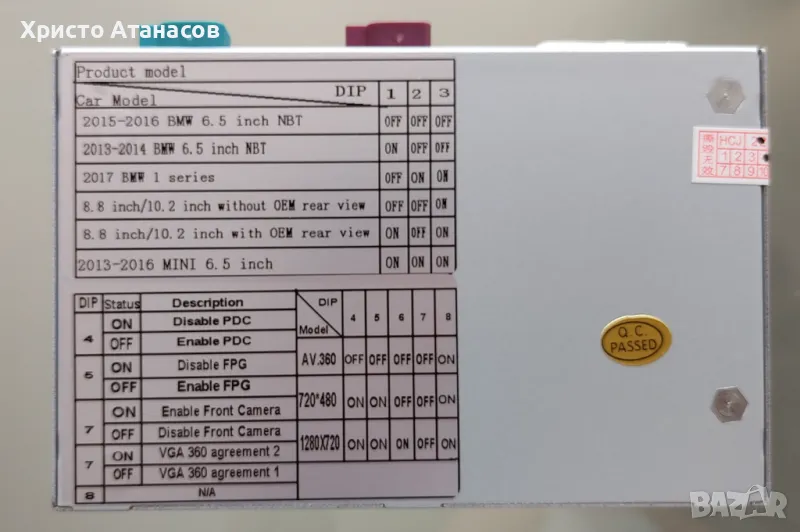 Христо Атанасов
Product model
DIP 1 2 3
Car Model
2015-2016 BMW 6.5 inch NBT OFF OFF OFF
2013-2014 BMW 6.5 inch NBT ON OFF OFF
2017 BMW 1 series OFF ON ON
8.8 inch/10.2 inch without OEM rear view OFF OFF ON
8.8 inch/10.2 inch with OEM rear view ON OFF ON
2013-2016 MINI 6.5 inch ON ON ON
DIP Status Description
4 ON Disable PDC
OFF Enable PDC
5 ON Disable FPG
OFF Enable FPG
7 ON Enable Front Camera
OFF Disable Front Camera
7 ON VGA 360 agreement 2
OFF VGA 360 agreement 1
8 N/A
DIP
Model 4 5 6 7 8
AV.360 OFF OFF OFF OFF ON
720*480 ON ON OFF OFF ON
1280X720 ON ON ON OFF ON
HCJ 2
1 2 3
7 8 9 10
撕毁无效
Q.C.
PASSED
BAZAR